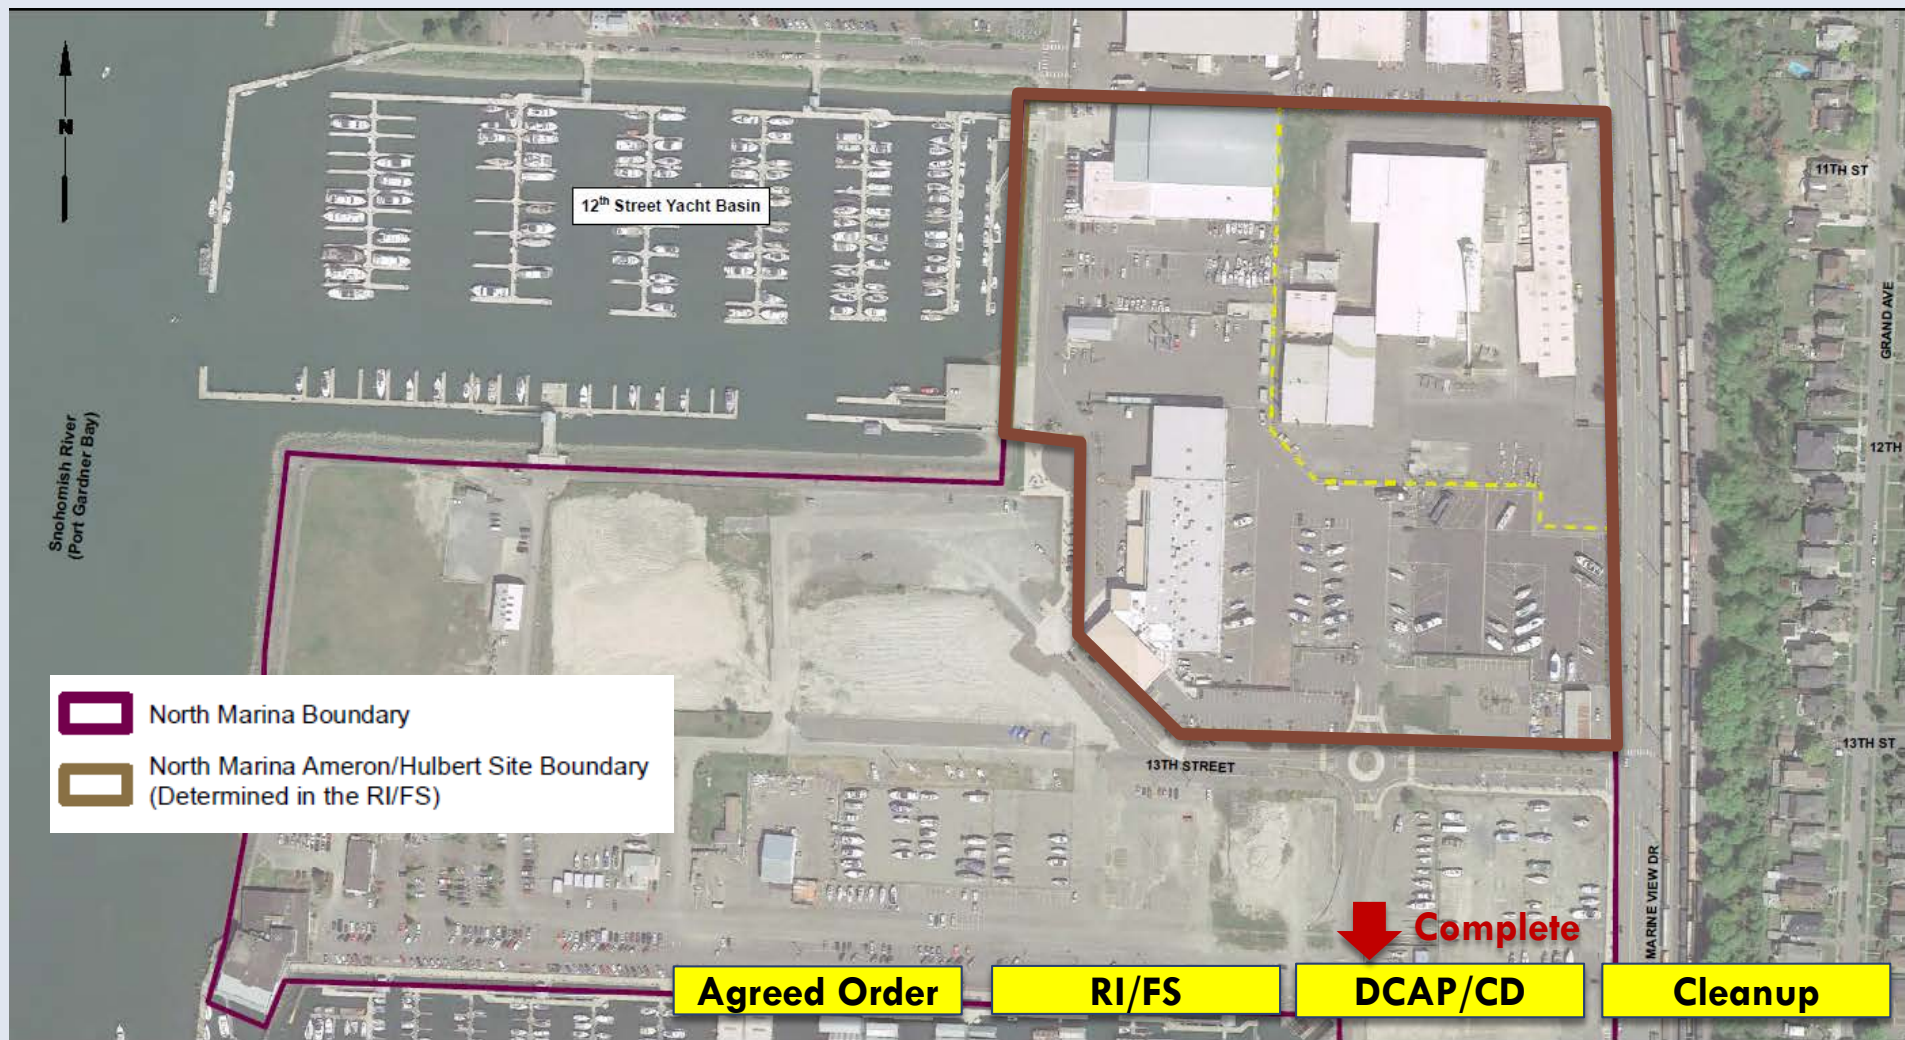 N
12th Street Yacht Basin
11TH ST
GRAND AVE
Snohomish River
(Port Gardner Bay)
12TH
North Marina Boundary
North Marina Ameron/Hulbert Site Boundary
(Determined in the RI/FS)
13TH STREET
13TH ST
MARINE VIEW DR
Complete
Agreed Order
RI/FS
DCAP/CD
Cleanup